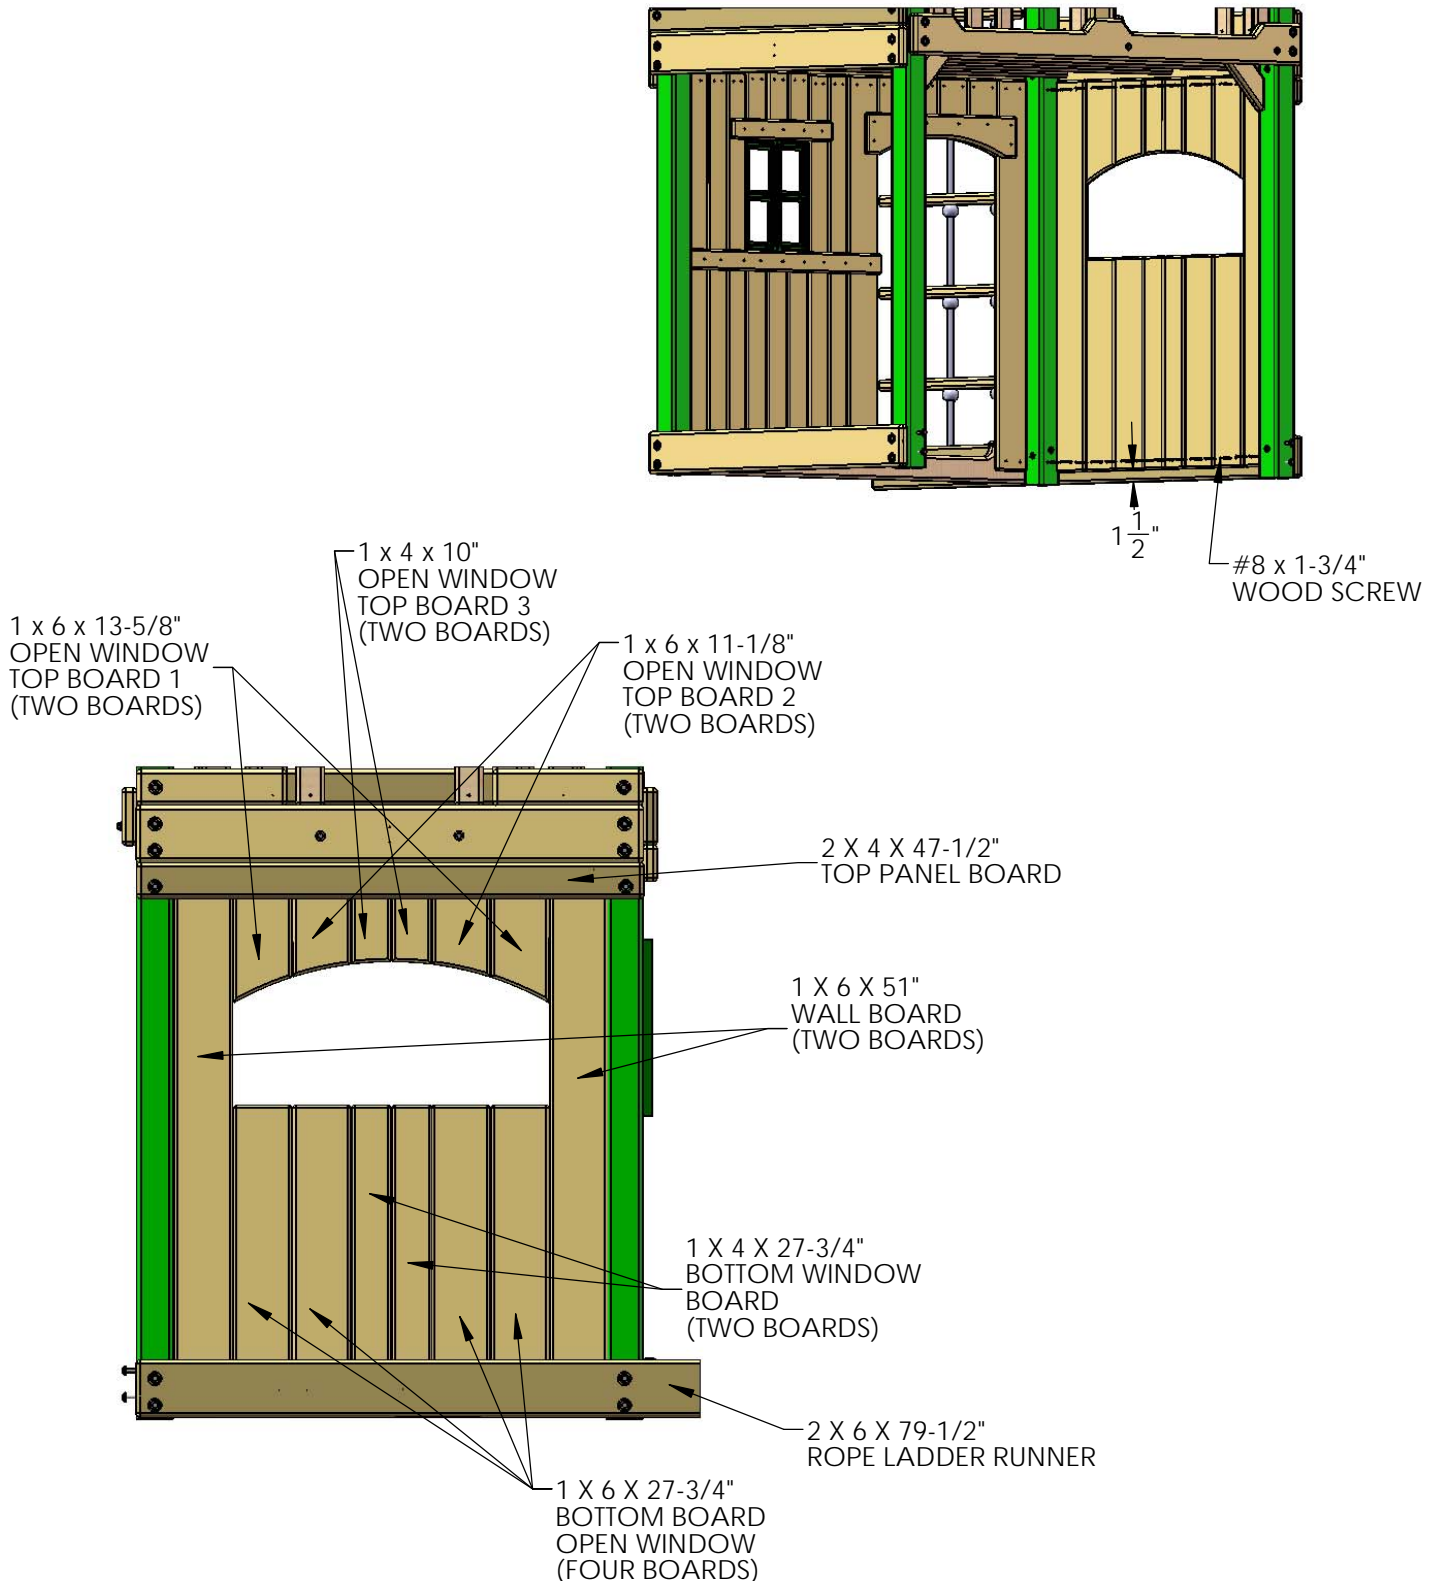 1 1/2"
#8 x 1-3/4"
WOOD SCREW
1 x 4 x 10"
OPEN WINDOW
TOP BOARD 3
(TWO BOARDS)
1 x 6 x 13-5/8"
OPEN WINDOW
TOP BOARD 1
(TWO BOARDS)
1 x 6 x 11-1/8"
OPEN WINDOW
TOP BOARD 2
(TWO BOARDS)
2 X 4 X 47-1/2"
TOP PANEL BOARD
1 X 6 X 51"
WALL BOARD
(TWO BOARDS)
1 X 4 X 27-3/4"
BOTTOM WINDOW
BOARD
(TWO BOARDS)
2 X 6 X 79-1/2"
ROPE LADDER RUNNER
1 X 6 X 27-3/4"
BOTTOM BOARD
OPEN WINDOW
(FOUR BOARDS)